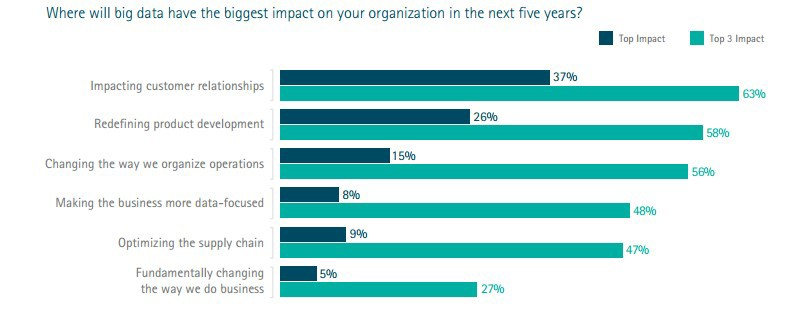 Where will big data have the biggest impact on your organization in the next five years?
Top Impact
Top 3 Impact
Impacting customer relationships
37%
63%
Redefining product development
26%
58%
Changing the way we organize operations
15%
56%
Making the business more data-focused
8%
48%
Optimizing the supply chain
9%
47%
Fundamentally changing
the way we do business
5%
27%